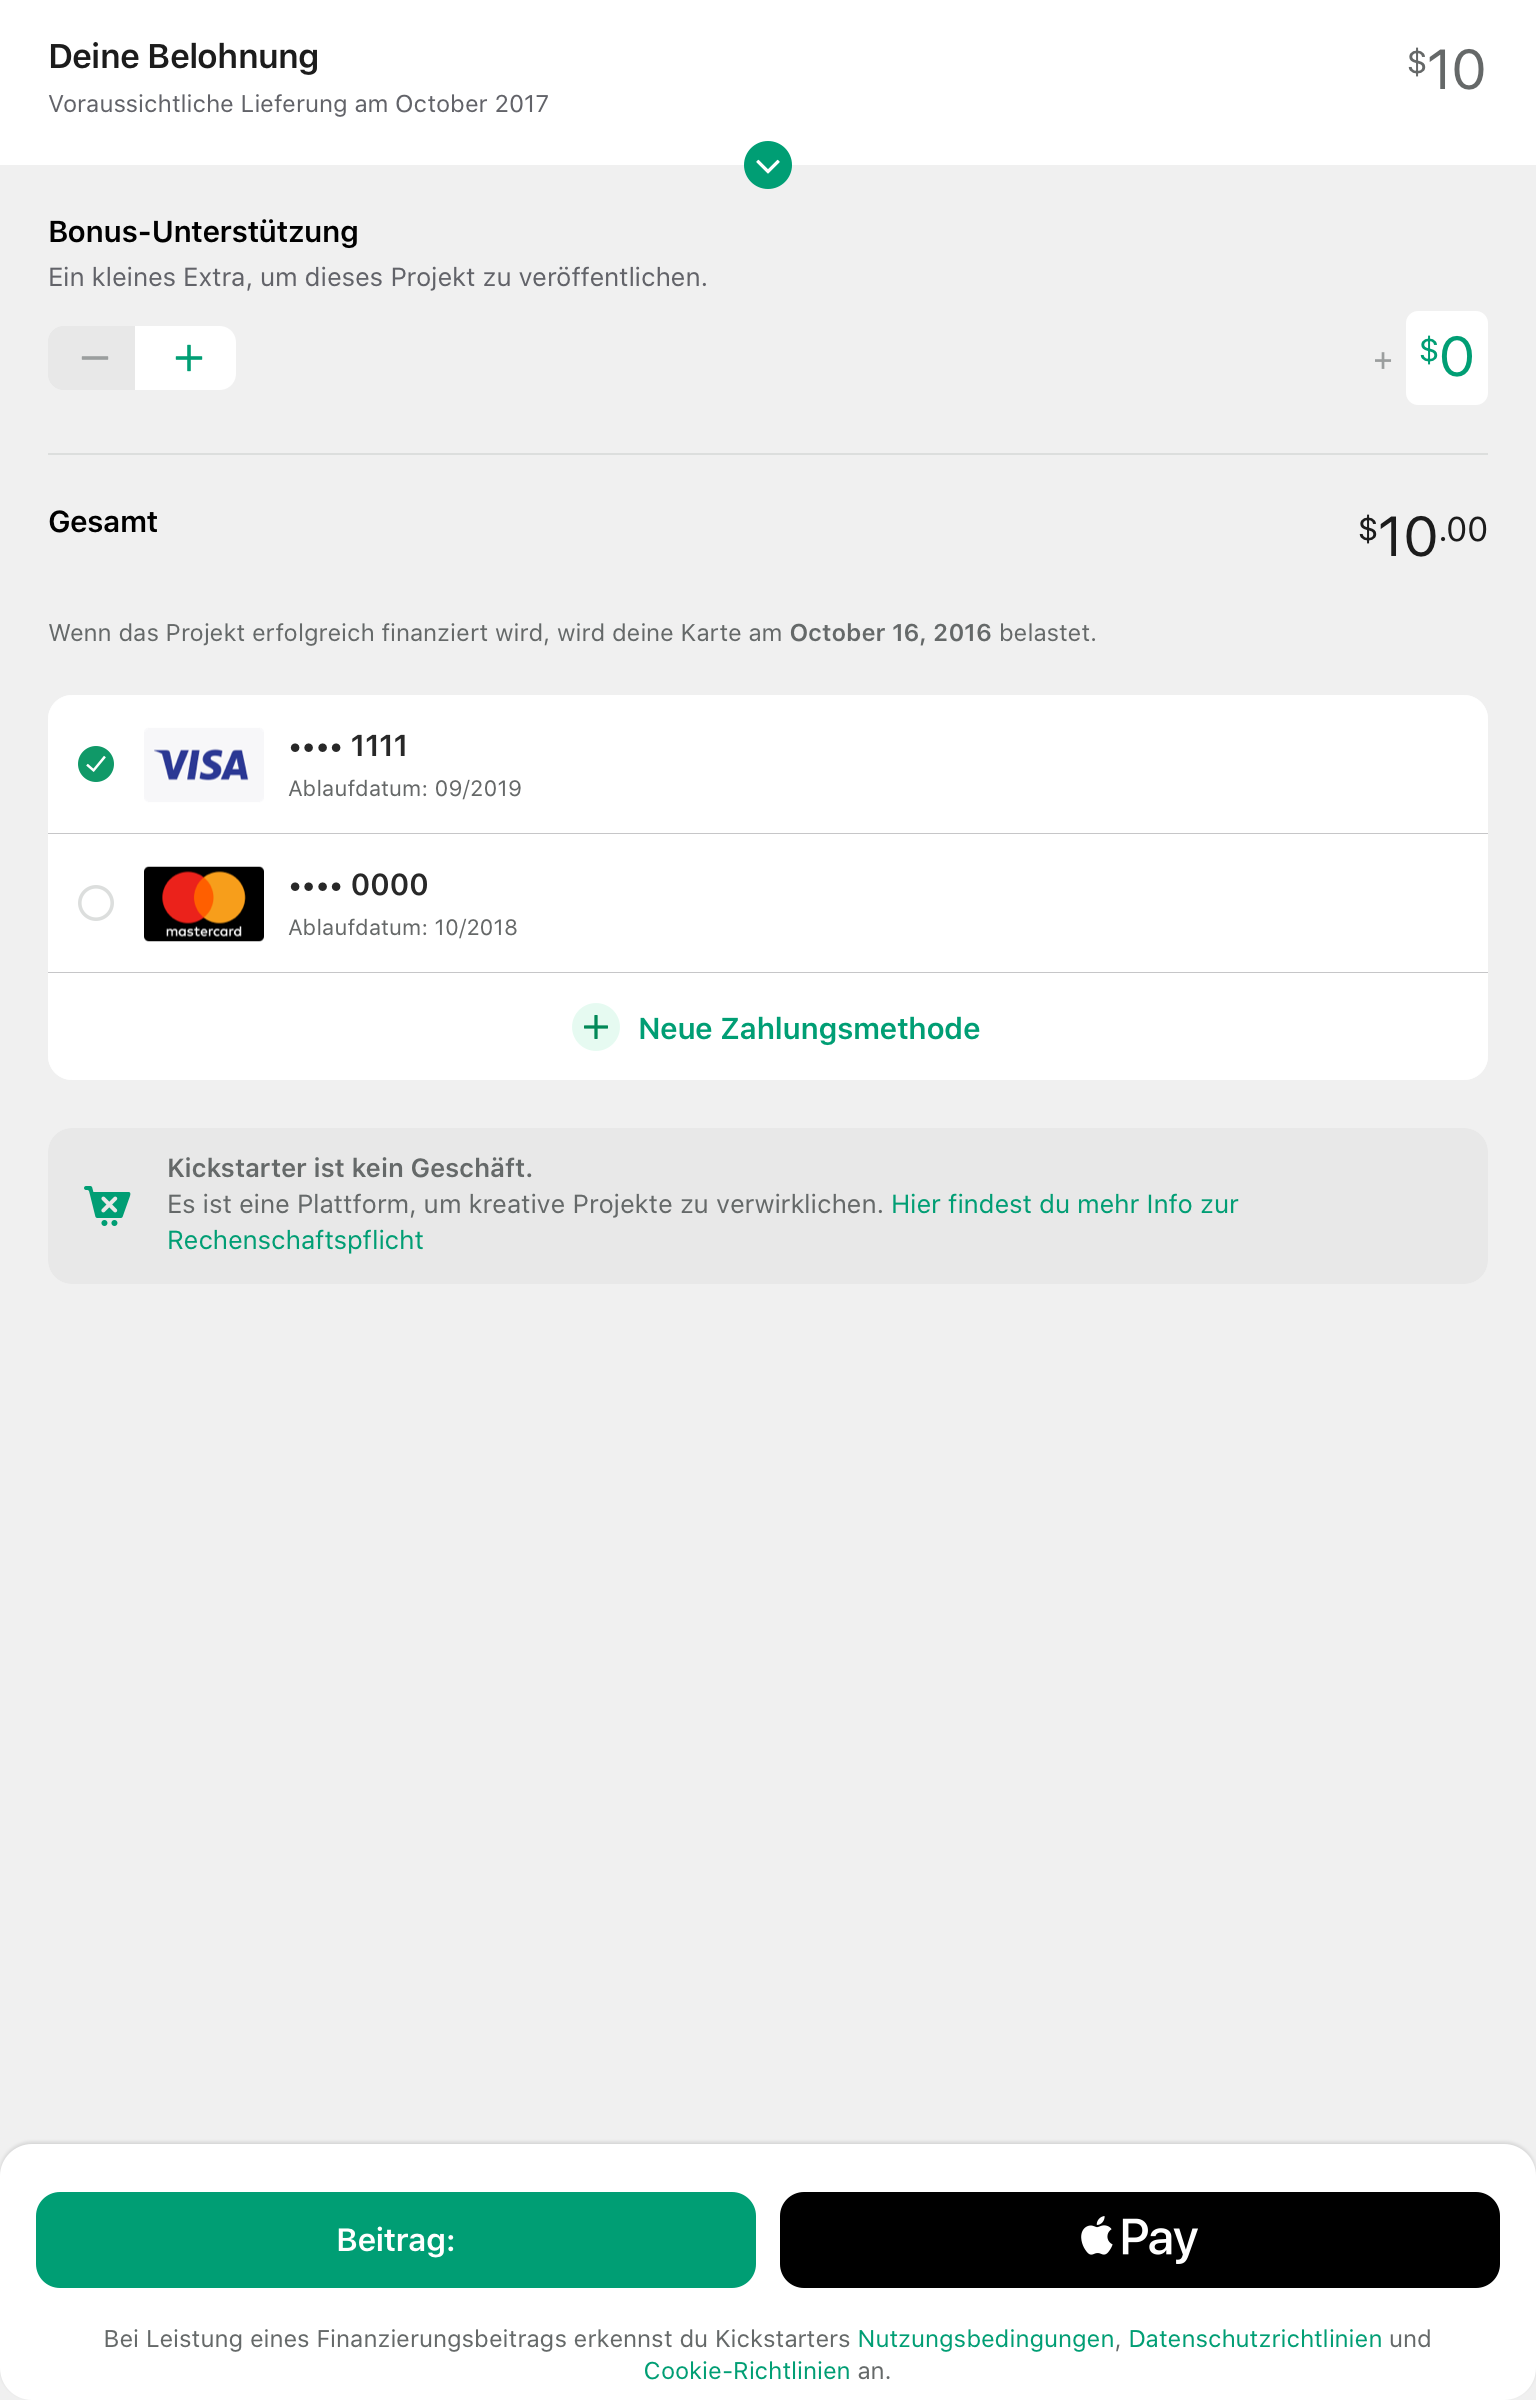 Deine Belohnung
$10
Voraussichtliche Lieferung am October 2017
Bonus-Unterstützung
Ein kleines Extra, um dieses Projekt zu veröffentlichen.
+ $0
Gesamt
$10.00
Wenn das Projekt erfolgreich finanziert wird, wird deine Karte am October 16, 2016 belastet.
VISA
•••• 1111
Ablaufdatum: 09/2019
mastercard
•••• 0000
Ablaufdatum: 10/2018
Neue Zahlungsmethode
Kickstarter ist kein Geschäft.
Es ist eine Plattform, um kreative Projekte zu verwirklichen. Hier findest du mehr Info zur
Rechenschaftspflicht
Beitrag:
Pay
Bei Leistung eines Finanzierungsbeitrags erkennst du Kickstarters Nutzungsbedingungen, Datenschutzrichtlinien und
Cookie-Richtlinien an.